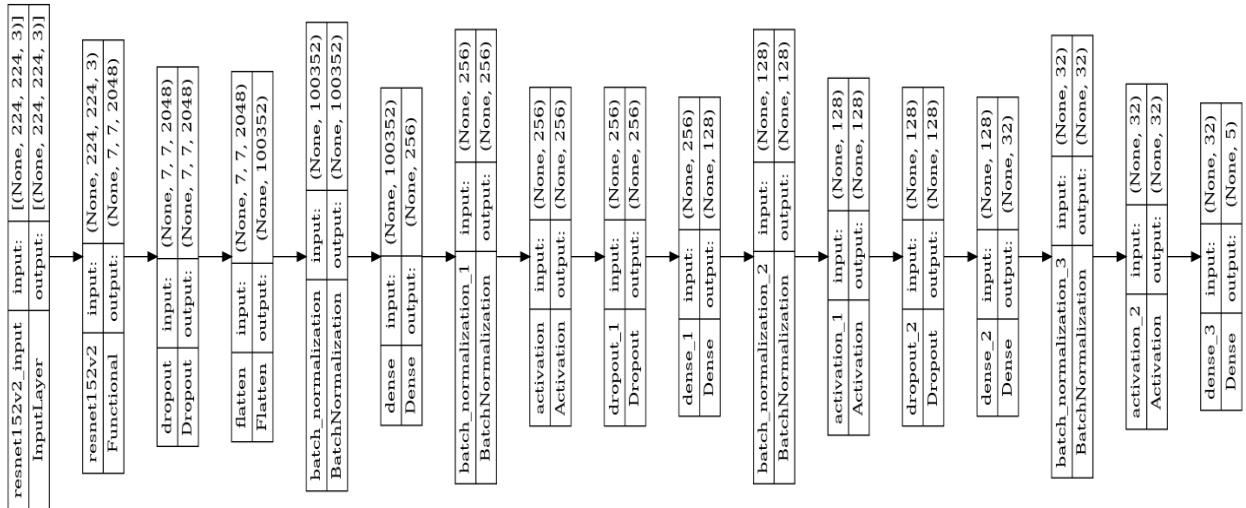 resnet152v2_input input: [(None, 224, 224, 3)]
InputLayer output: [(None, 224, 224, 3)]
resnet152v2 input: (None, 224, 224, 3)
Functional output: (None, 7, 7, 2048)
dropout input: (None, 7, 7, 2048)
Dropout output: (None, 7, 7, 2048)
flatten input: (None, 7, 7, 2048)
Flatten output: (None, 100352)
batch_normalization input: (None, 100352)
BatchNormalization output: (None, 100352)
dense input: (None, 100352)
Dense output: (None, 256)
batch_normalization_1 input: (None, 256)
BatchNormalization output: (None, 256)
activation input: (None, 256)
Activation output: (None, 256)
dropout_1 input: (None, 256)
Dropout output: (None, 256)
dense_1 input: (None, 256)
Dense output: (None, 128)
batch_normalization_2 input: (None, 128)
BatchNormalization output: (None, 128)
activation_1 input: (None, 128)
Activation output: (None, 128)
dropout_2 input: (None, 128)
Dropout output: (None, 128)
dense_2 input: (None, 128)
Dense output: (None, 32)
batch_normalization_3 input: (None, 32)
BatchNormalization output: (None, 32)
activation_2 input: (None, 32)
Activation output: (None, 32)
dense_3 input: (None, 32)
Dense output: (None, 5)